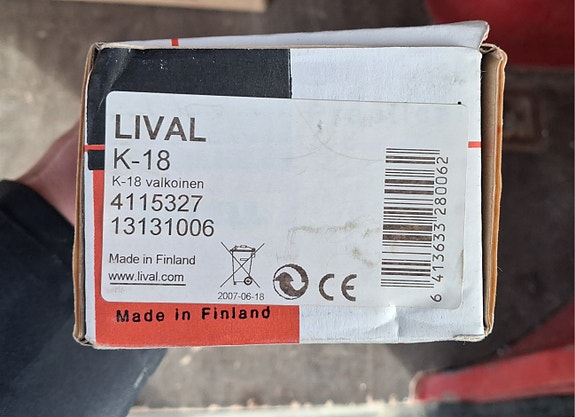 LIVAL
K-18
K-18 valkoinen
4115327
13131006
Made in Finland
www.lival.com
2007-06-18
CE
6 413633 280062
Made in Finland